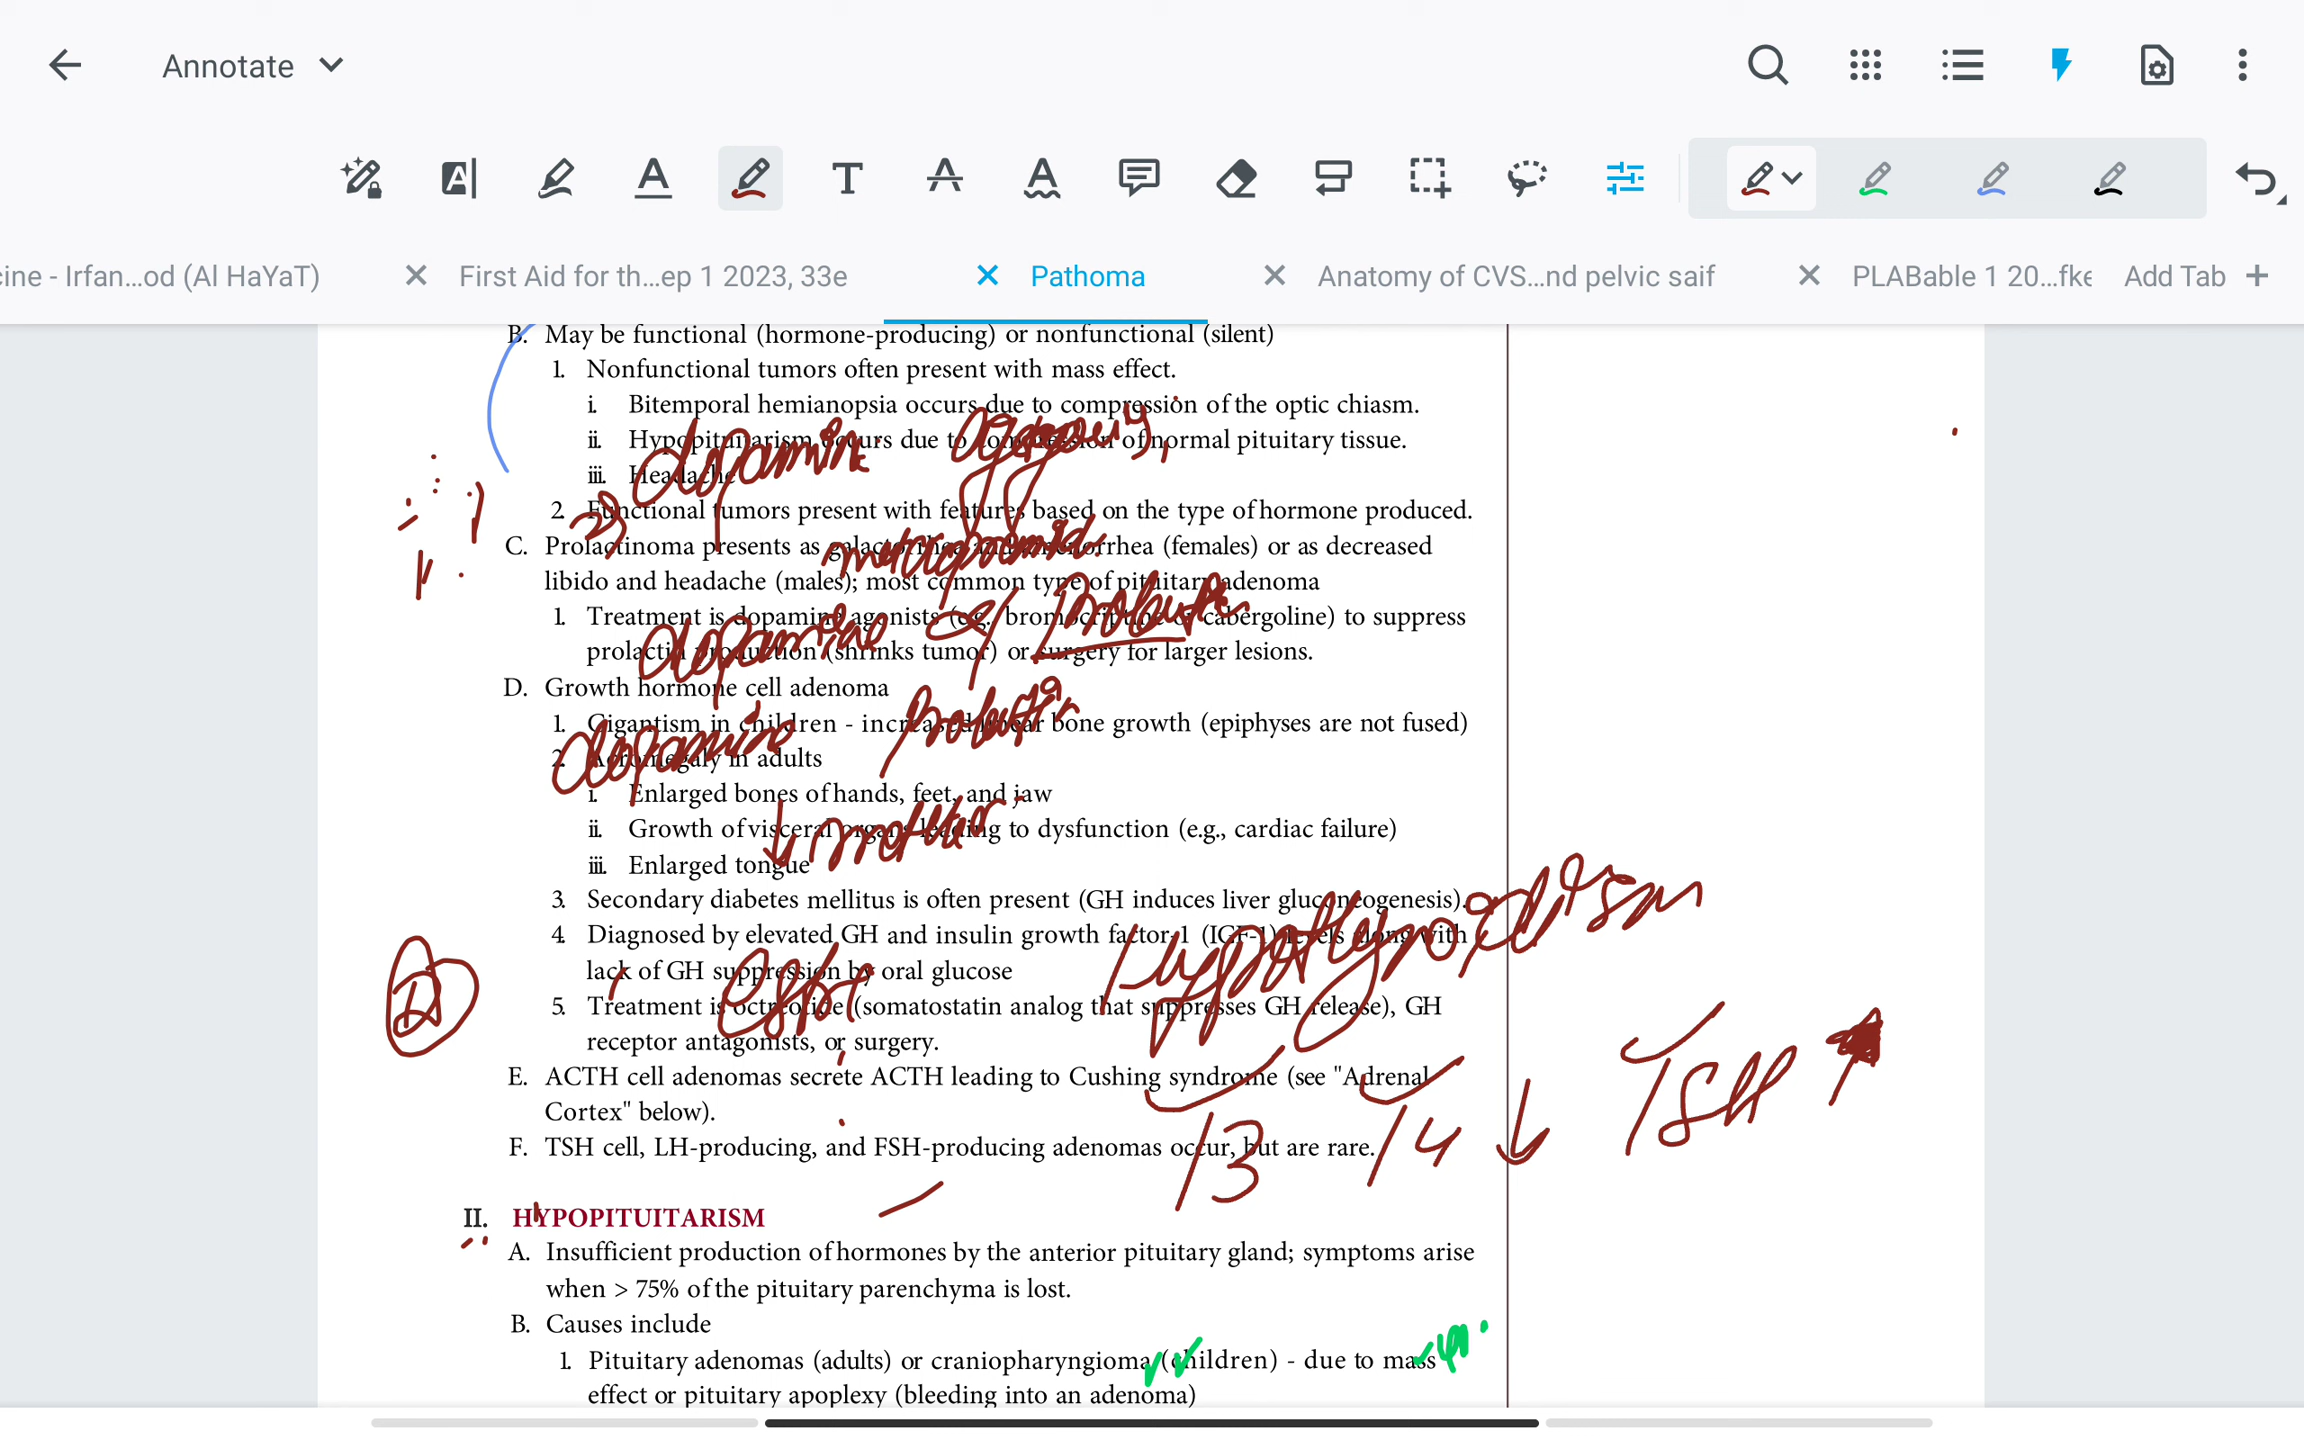 Annotate
cine - Irfan...od (Al HaYaT)
First Aid for th...ep 1 2023, 33e
Pathoma
Anatomy of CVS...nd pelvic saif
PLABable 1 20...fke
Add Tab +
B. May be functional (hormone-producing) or nonfunctional (silent)
1. Nonfunctional tumors often present with mass effect.
i. Bitemporal hemianopsia occurs due to compression of the optic chiasm.
ii. Hypopituitarism occurs due to compression of normal pituitary tissue.
dopamine
iii. Headache
2. Functional tumors present with features based on the type of hormone produced.
C. Prolactinoma presents as galactorrhea and amenorrhea (females) or as decreased
libido and headache (males); most common type of pituitary adenoma
1. Treatment is dopamine agonists (e.g. bromocriptine or cabergoline) to suppress
dopamine
prolactin production (shrinks tumor) or surgery for larger lesions.
D. Growth hormone cell adenoma
1. Gigantism in children - increased linear bone growth (epiphyses are not fused)
dopamine
2. Acromegaly in adults
i. Enlarged bones of hands, feet, and jaw
ii. Growth of visceral organs leading to dysfunction (e.g., cardiac failure)
iii. Enlarged tongue
3. Secondary diabetes mellitus is often present (GH induces liver gluconeogenesis).
Hypothyroidism
4. Diagnosed by elevated GH and insulin growth factor-1 (IGF-1) levels along with
lack of GH suppression by oral glucose
5. Treatment is octreotide (somatostatin analog that suppresses GH release), GH
receptor antagonists, or surgery.
E. ACTH cell adenomas secrete ACTH leading to Cushing syndrome (see "Adrenal
Cortex" below).
T3 T4 ↓ TSH ↑
F. TSH cell, LH-producing, and FSH-producing adenomas occur, but are rare.
II. HYPOPITUITARISM
A. Insufficient production of hormones by the anterior pituitary gland; symptoms arise
when > 75% of the pituitary parenchyma is lost.
B. Causes include
1. Pituitary adenomas (adults) or craniopharyngioma (children) - due to mass
effect or pituitary apoplexy (bleeding into an adenoma)